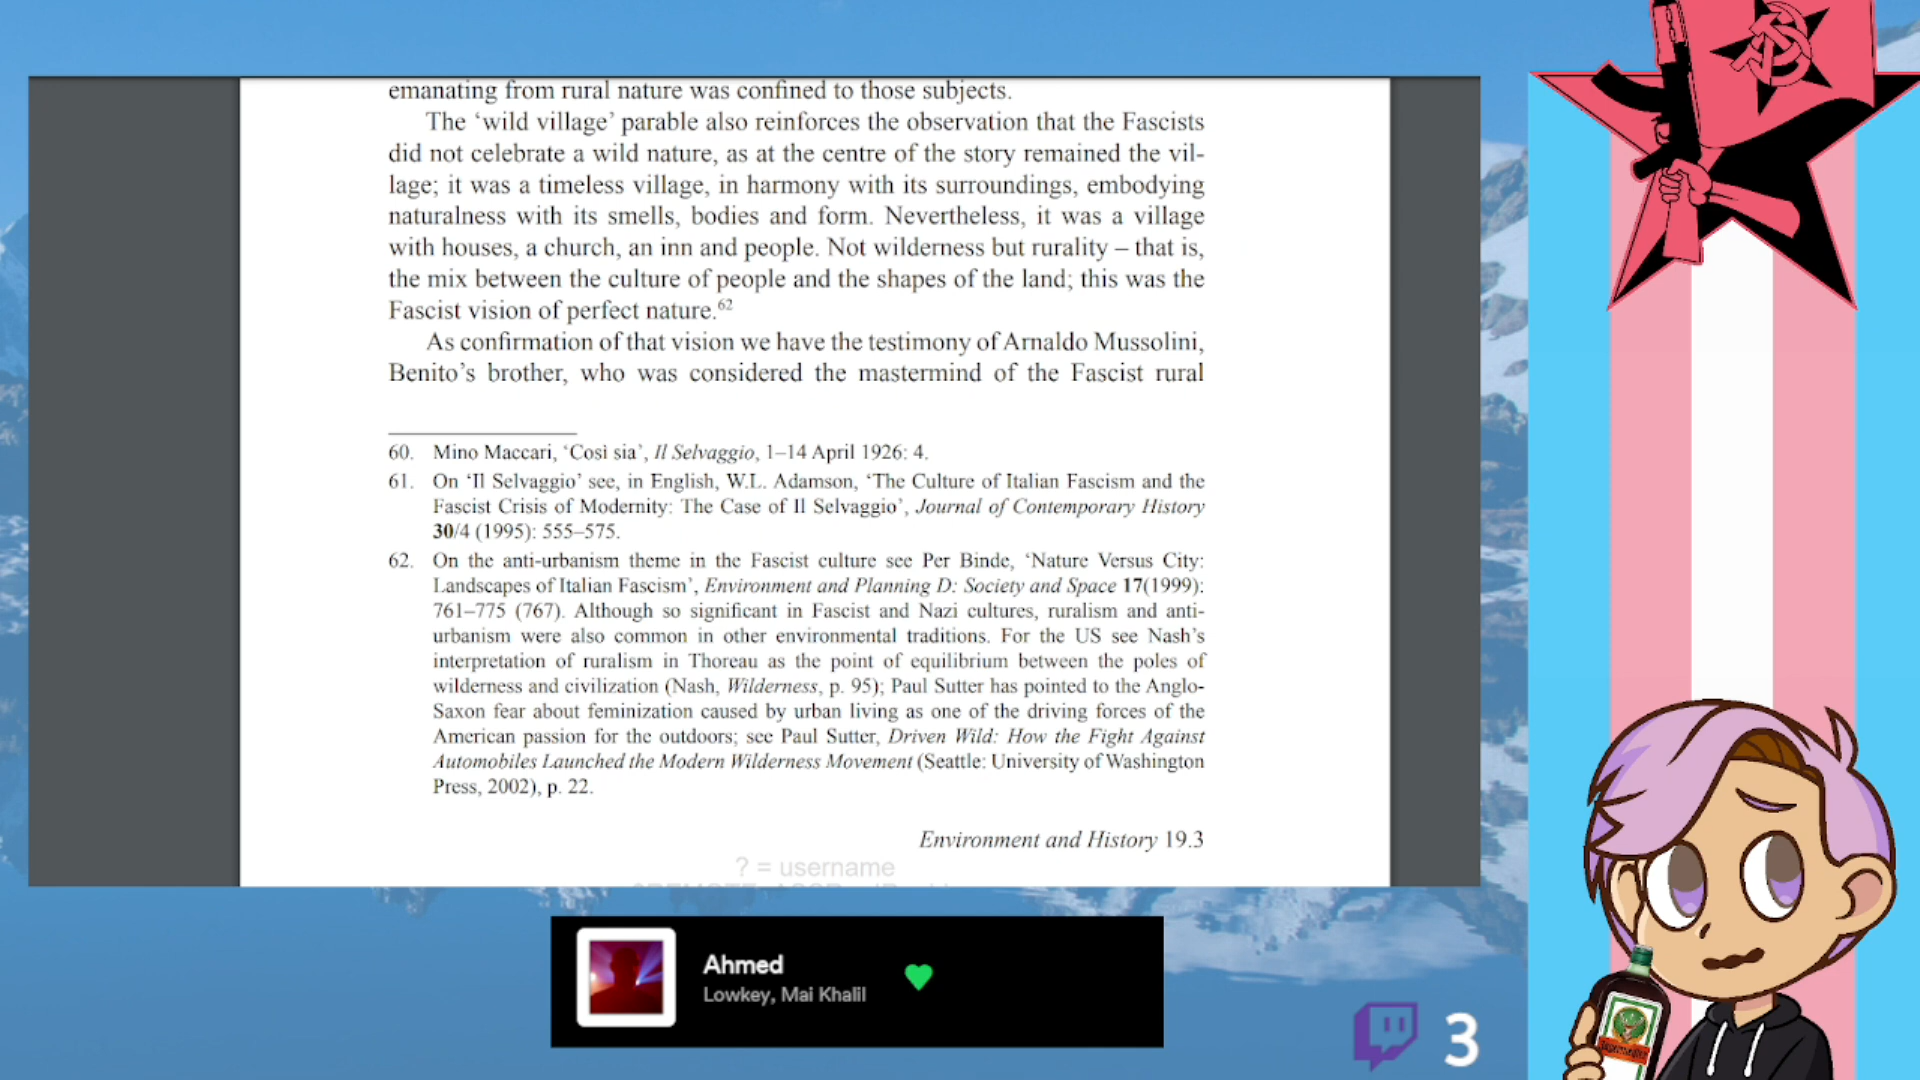 emanating from rural nature was confined to those subjects.
The ‘wild village’ parable also reinforces the observation that the Fascists
did not celebrate a wild nature, as at the centre of the story remained the vil-
lage; it was a timeless village, in harmony with its surroundings, embodying
naturalness with its smells, bodies and form. Nevertheless, it was a village
with houses, a church, an inn and people. Not wilderness but rurality – that is,
the mix between the culture of people and the shapes of the land; this was the
Fascist vision of perfect nature.62
As confirmation of that vision we have the testimony of Arnaldo Mussolini,
Benito’s brother, who was considered the mastermind of the Fascist rural
60. Mino Maccari, ‘Così sia’, Il Selvaggio, 1–14 April 1926: 4.
61. On ‘Il Selvaggio’ see, in English, W.L. Adamson, ‘The Culture of Italian Fascism and the
Fascist Crisis of Modernity: The Case of Il Selvaggio’, Journal of Contemporary History
30/4 (1995): 555–575.
62. On the anti-urbanism theme in the Fascist culture see Per Binde, ‘Nature Versus City:
Landscapes of Italian Fascism’, Environment and Planning D: Society and Space 17(1999):
761–775 (767). Although so significant in Fascist and Nazi cultures, ruralism and anti-
urbanism were also common in other environmental traditions. For the US see Nash’s
interpretation of ruralism in Thoreau as the point of equilibrium between the poles of
wilderness and civilization (Nash, Wilderness, p. 95); Paul Sutter has pointed to the Anglo-
Saxon fear about feminization caused by urban living as one of the driving forces of the
American passion for the outdoors; see Paul Sutter, Driven Wild: How the Fight Against
Automobiles Launched the Modern Wilderness Movement (Seattle: University of Washington
Press, 2002), p. 22.
Environment and History 19.3
? = username
Ahmed
Lowkey, Mai Khalil
3